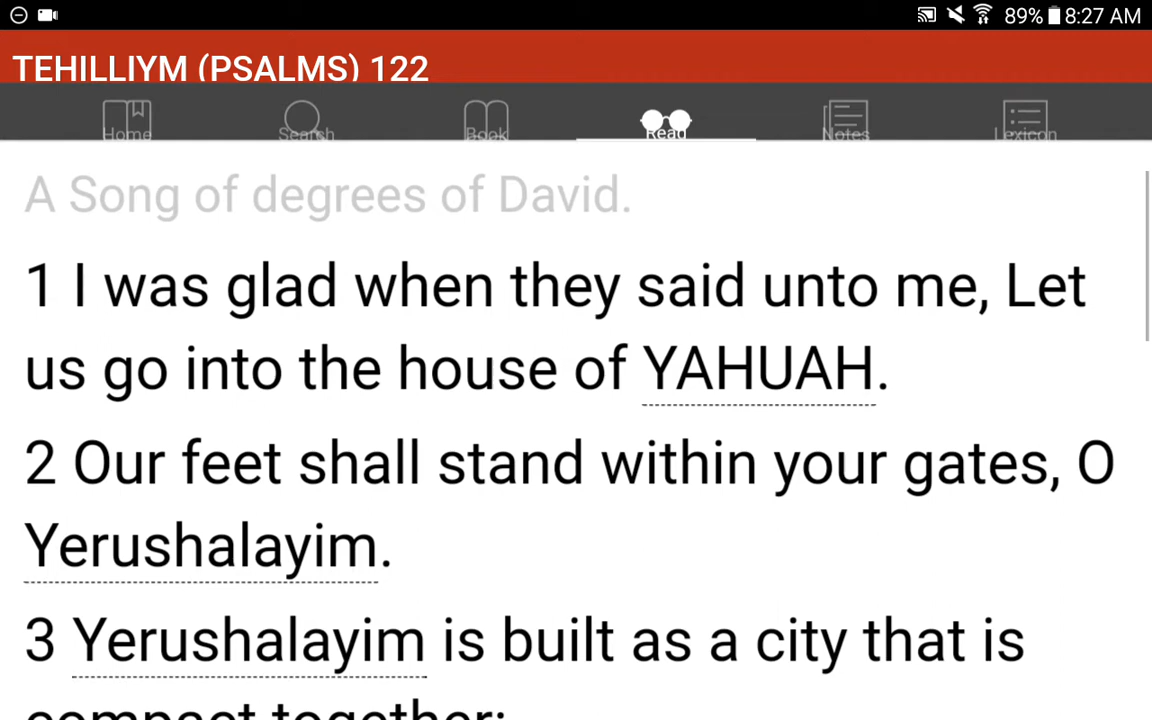 89% 8:27 AM
TEHILLIYM (PSALMS) 122
Home Search Book Read Notes Lexicon
A Song of degrees of David.
1 I was glad when they said unto me, Let
us go into the house of YAHUAH.
2 Our feet shall stand within your gates, O
Yerushalayim.
3 Yerushalayim is built as a city that is
compact together: